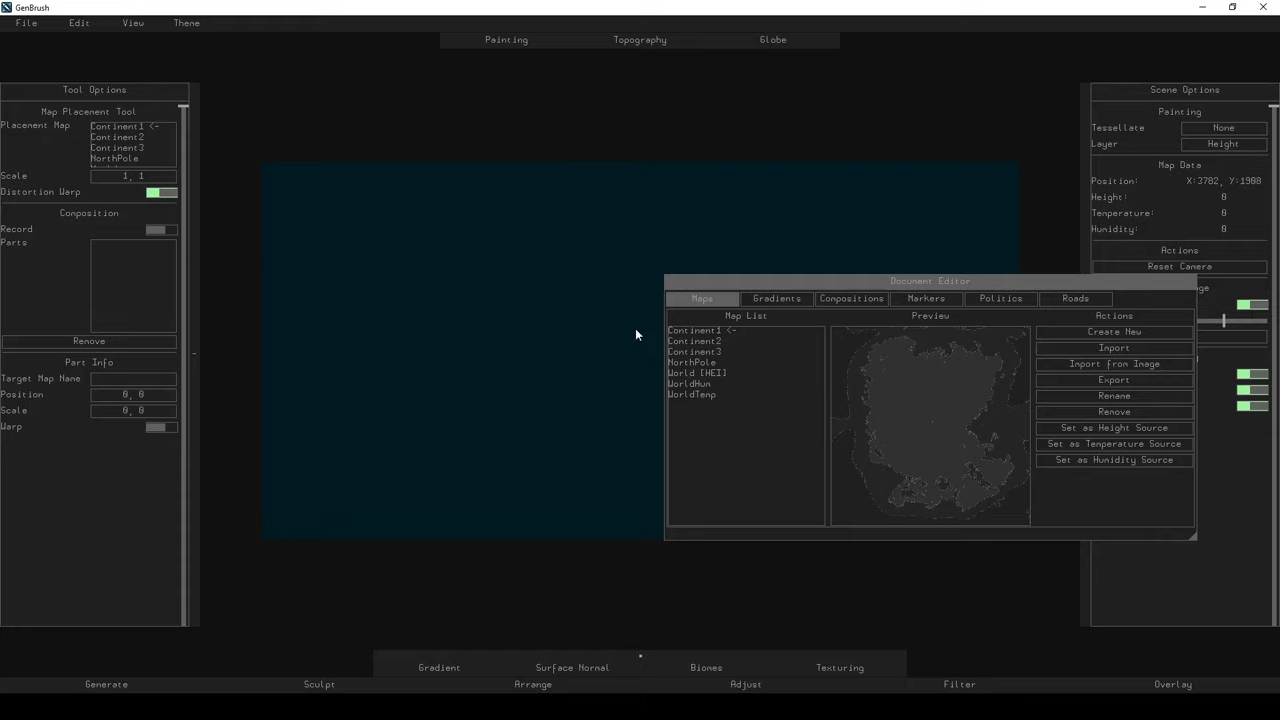 GenBrush
File Edit View Theme
Painting Topography Globe
Tool Options
Map Placement Tool
Placement Map
Continent1 <-
Continent2
Continent3
NorthPole
Scale 1, 1
Distortion Warp
Composition
Record
Parts
Remove
Part Info
Target Map Name
Position 0, 0
Scale 0, 0
Warp
Document Editor
Maps Gradients Compositions Markers Politics Roads
Map List Preview Actions
Continent1 <-
Continent2
Continent3
NorthPole
World [HEI]
WorldHum
WorldTemp
Create New
Import
Import from Image
Export
Rename
Remove
Set as Height Source
Set as Temperature Source
Set as Humidity Source
Scene Options
Painting
Tessellate None
Layer Height
Map Data
Position: X:3782, Y:1908
Height: 0
Temperature: 0
Humidity: 0
Actions
Reset Camera
Gradient Surface Normal Biomes Texturing
Generate Sculpt Arrange Adjust Filter Overlay